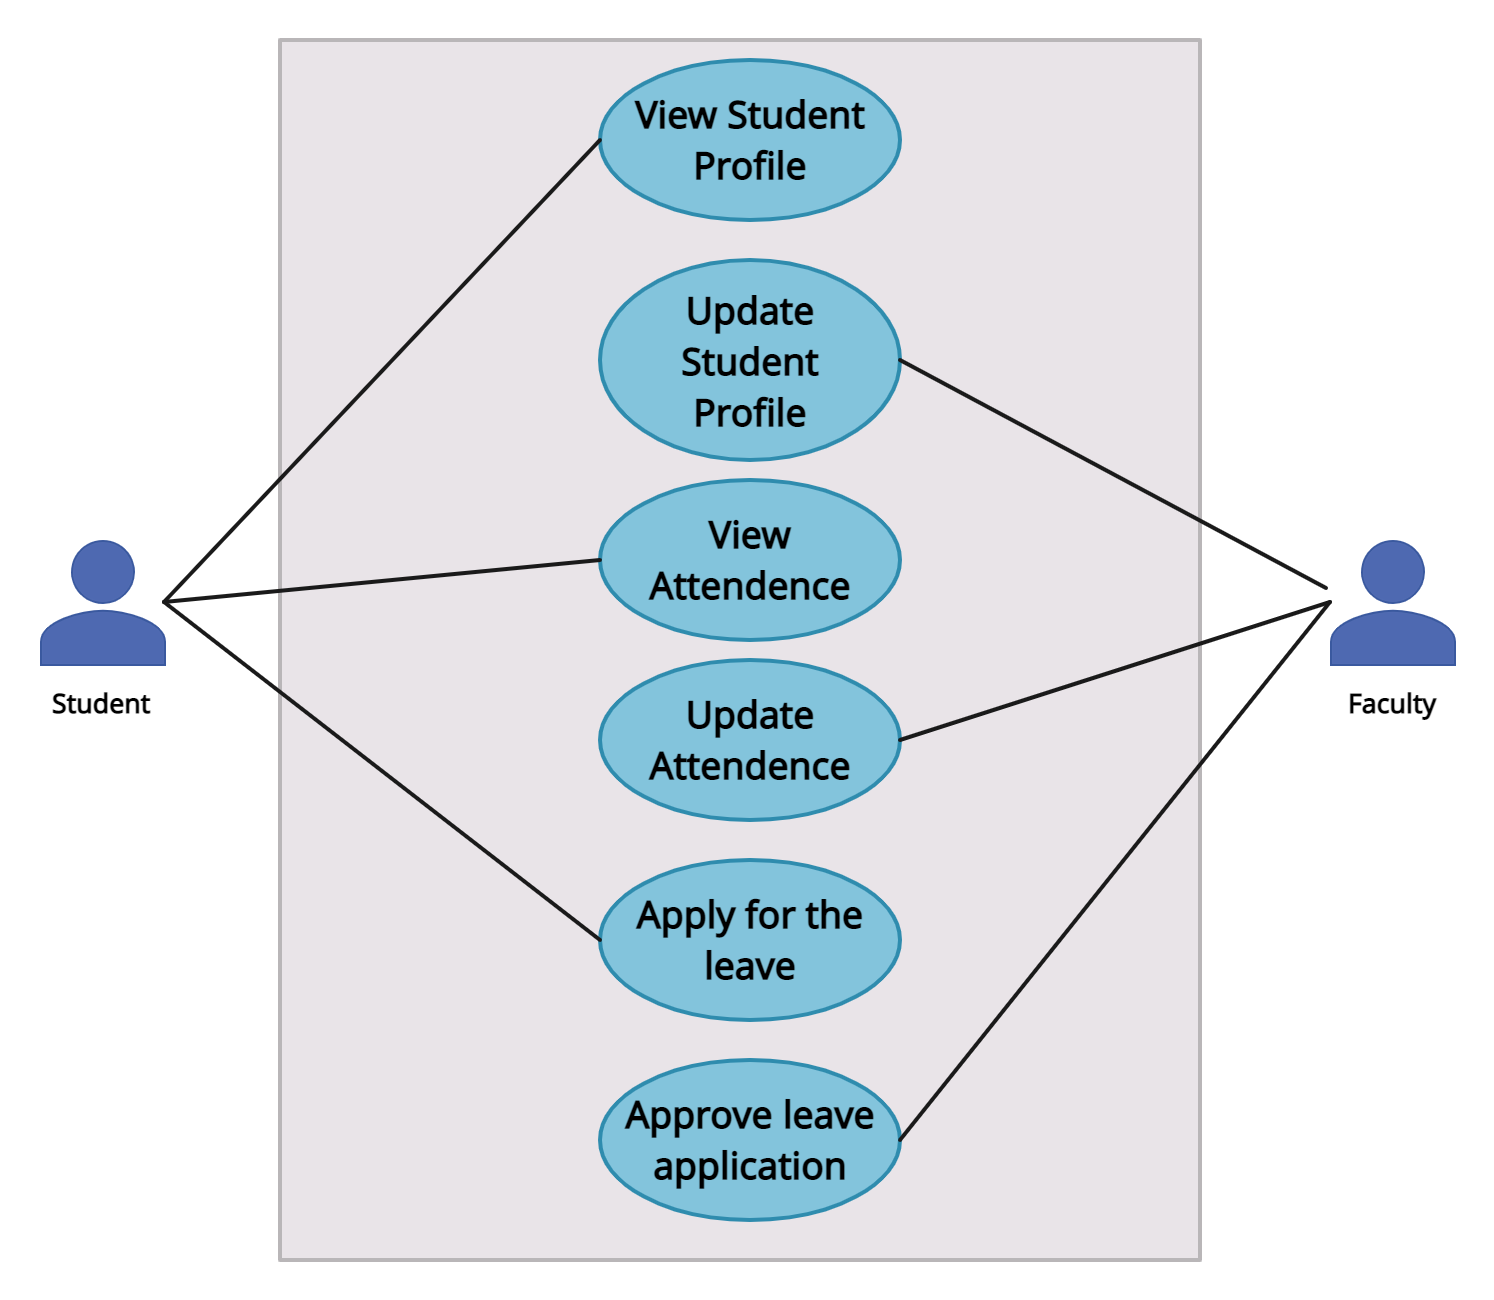 View Student
Profile
Update
Student
Profile
View
Attendence
Update
Attendence
Apply for the
leave
Approve leave
application
Student
Faculty